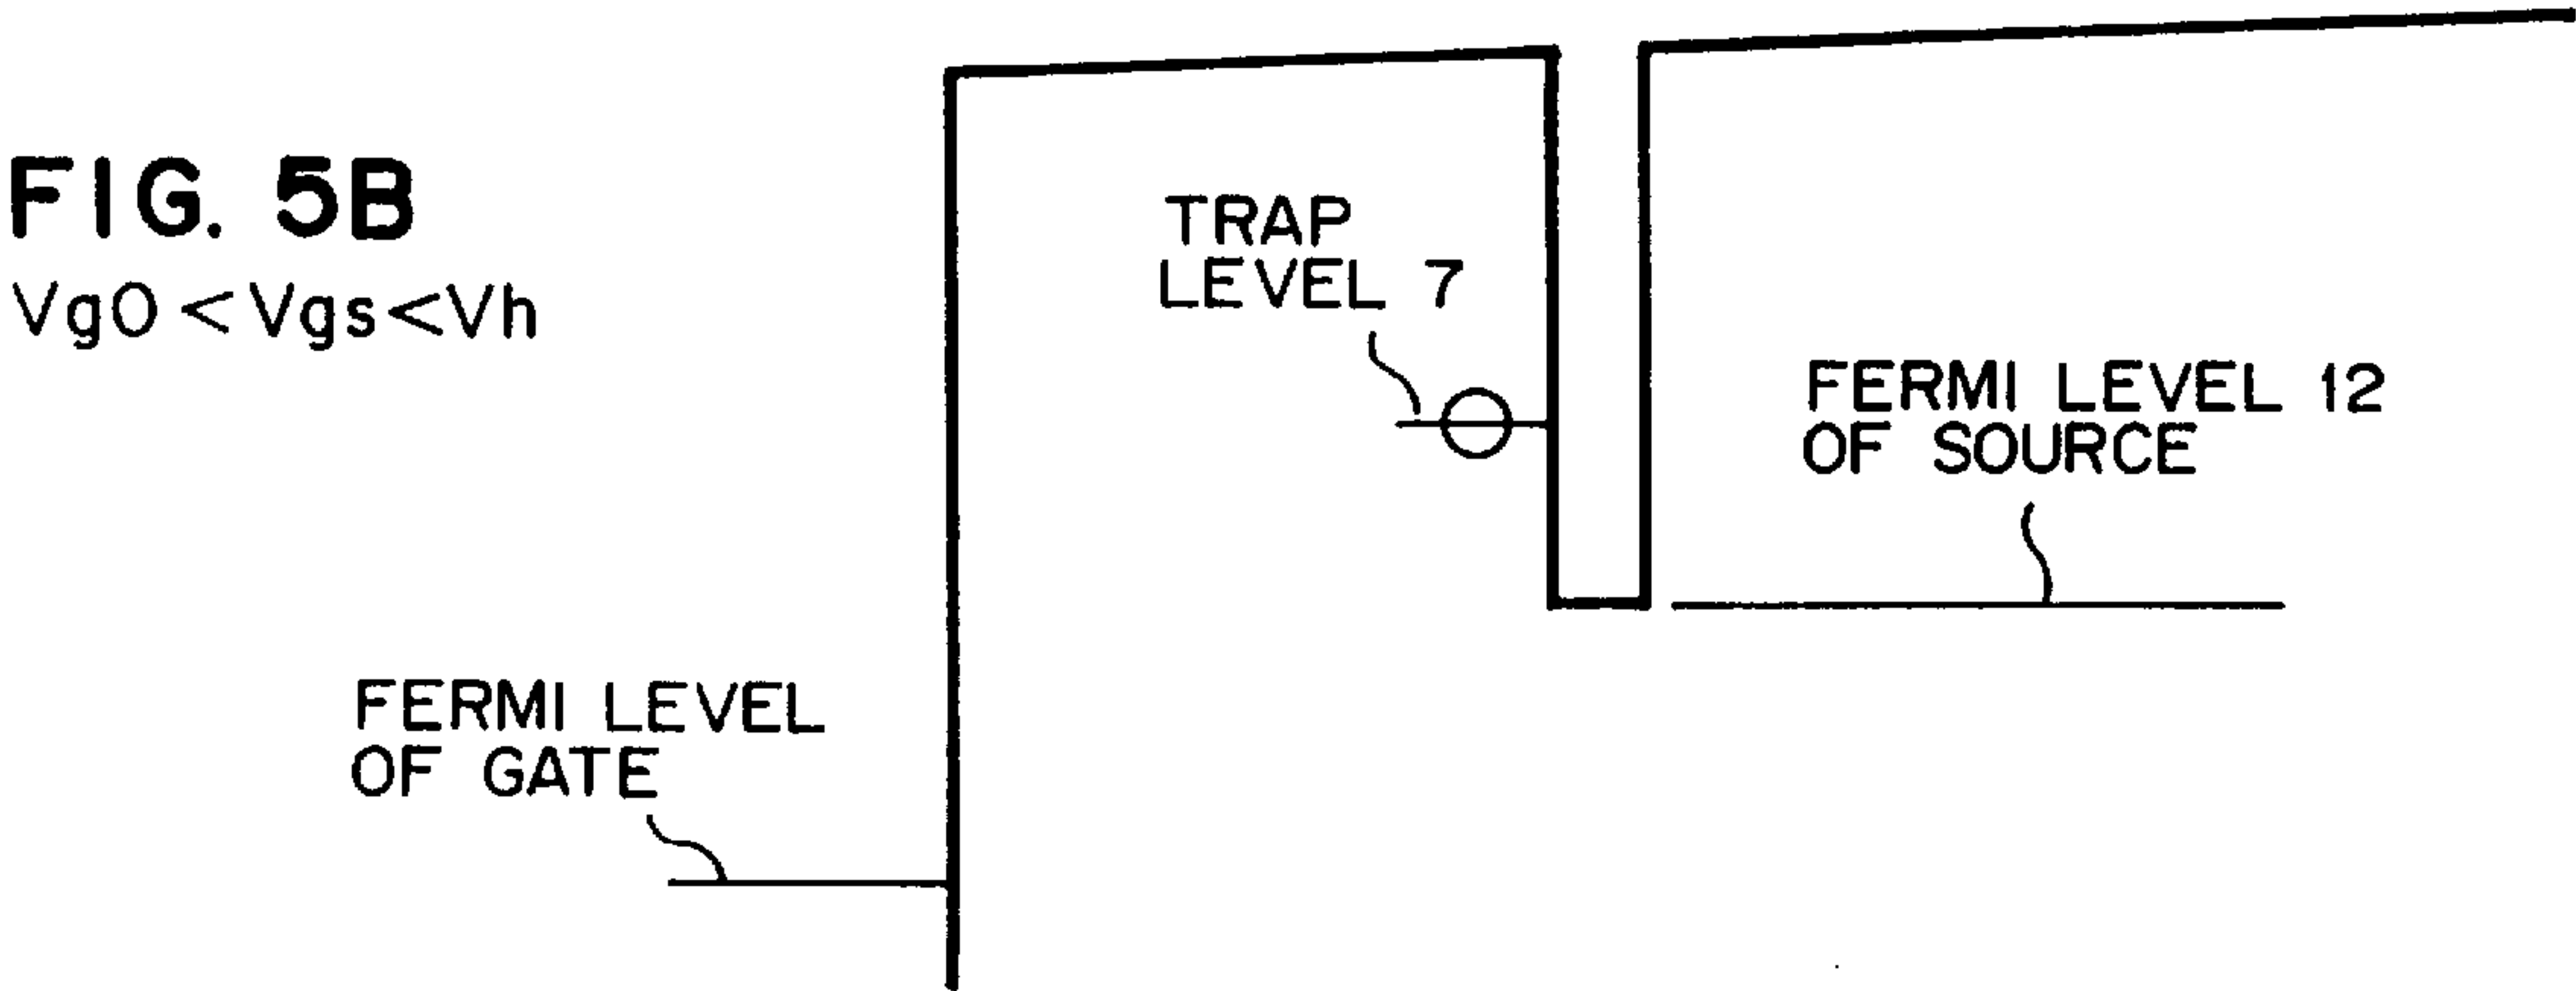 FIG. 5B
Vg0 < Vgs < Vh
TRAP
LEVEL 7
FERMI LEVEL 12
OF SOURCE
FERMI LEVEL
OF GATE